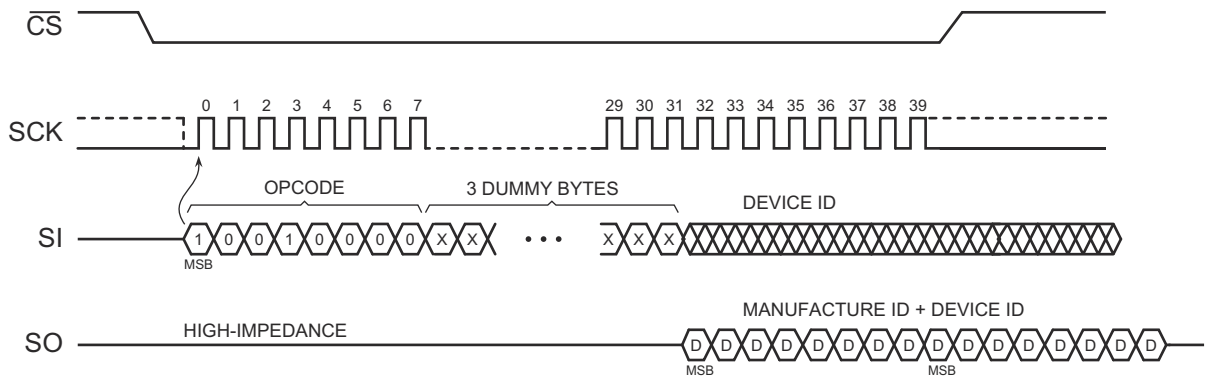 CS
SCK
0 1 2 3 4 5 6 7 29 30 31 32 33 34 35 36 37 38 39
OPCODE 3 DUMMY BYTES DEVICE ID
SI
1 0 0 1 0 0 0 0 X X • • • X X X
MSB
MANUFACTURE ID + DEVICE ID
SO
HIGH-IMPEDANCE
D D D D D D D D D D D D D D D D
MSB MSB